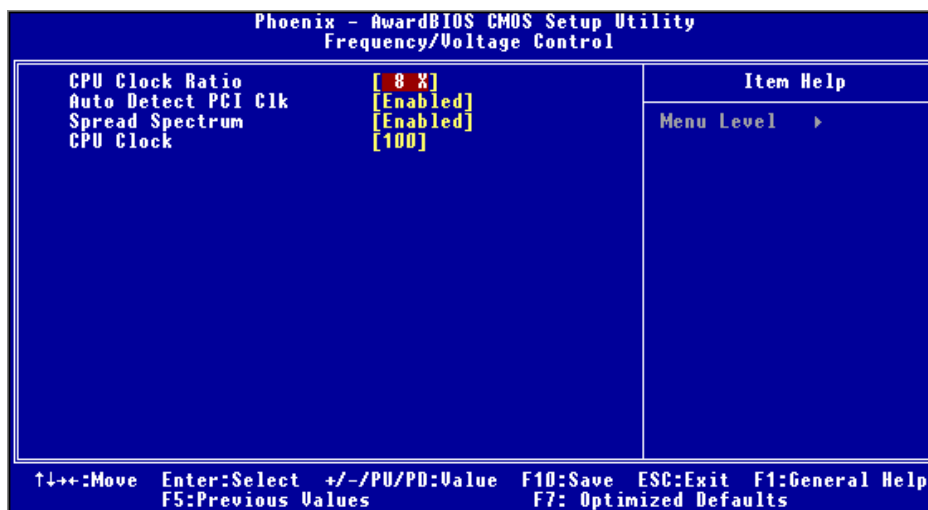 Phoenix - AwardBIOS CMOS Setup Utility
Frequency/Voltage Control
CPU Clock Ratio [ 8 X]
Auto Detect PCI Clk [Enabled]
Spread Spectrum [Enabled]
CPU Clock [100]
Item Help
Menu Level ▸
↑↓→←:Move Enter:Select +/-/PU/PD:Value F10:Save ESC:Exit F1:General Help
F5:Previous Values F7: Optimized Defaults